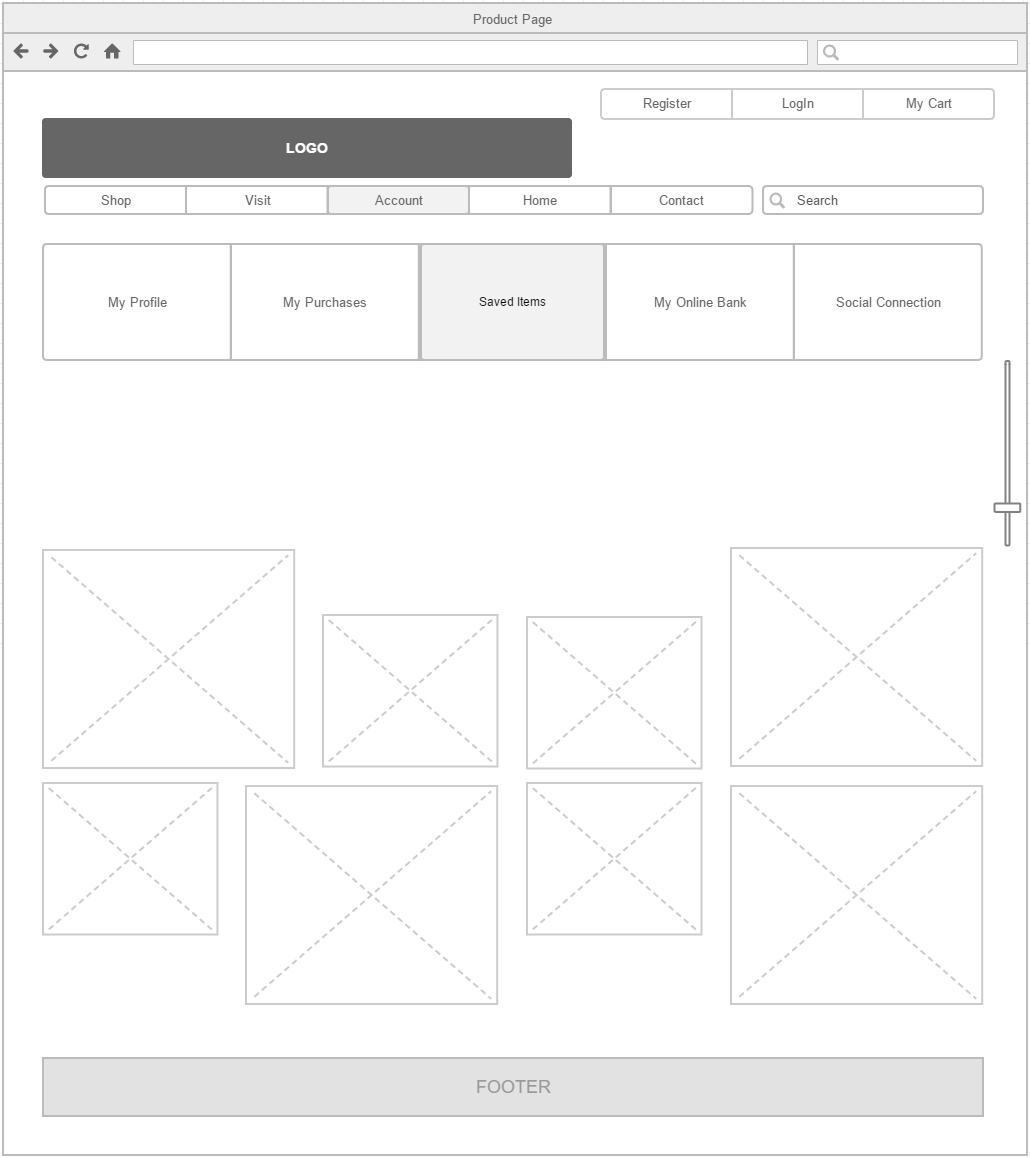 Product Page
Register LogIn My Cart
LOGO
Shop Visit Account Home Contact Search
My Profile My Purchases Saved Items My Online Bank Social Connection
FOOTER